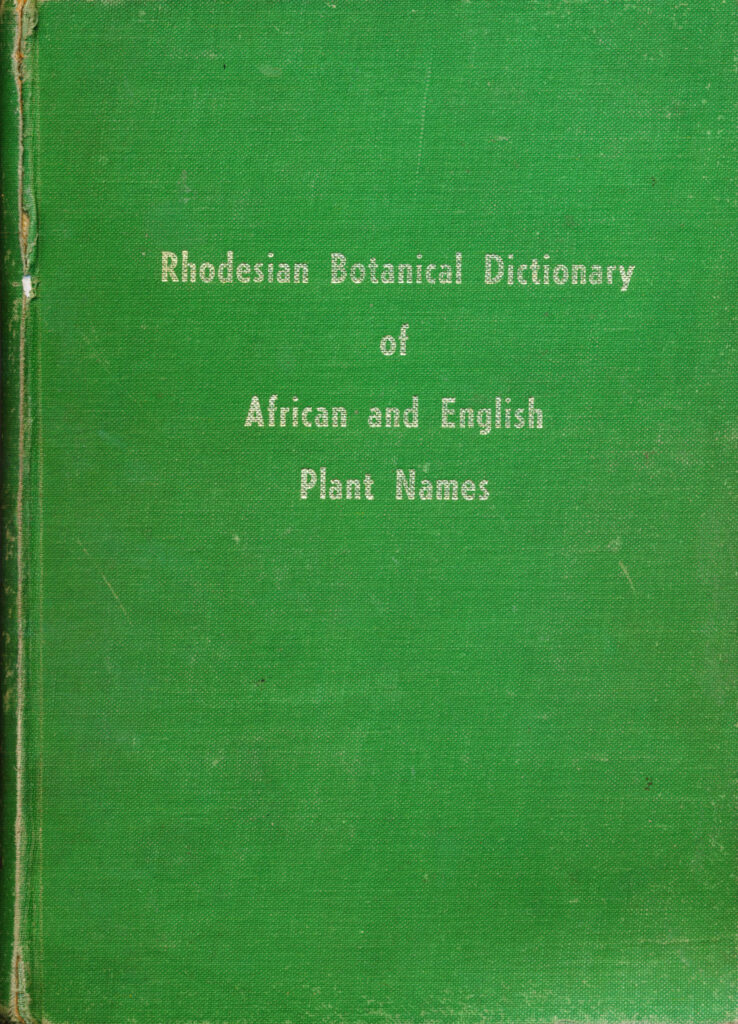 Rhodesian Botanical Dictionary
of
African and English
Plant Names